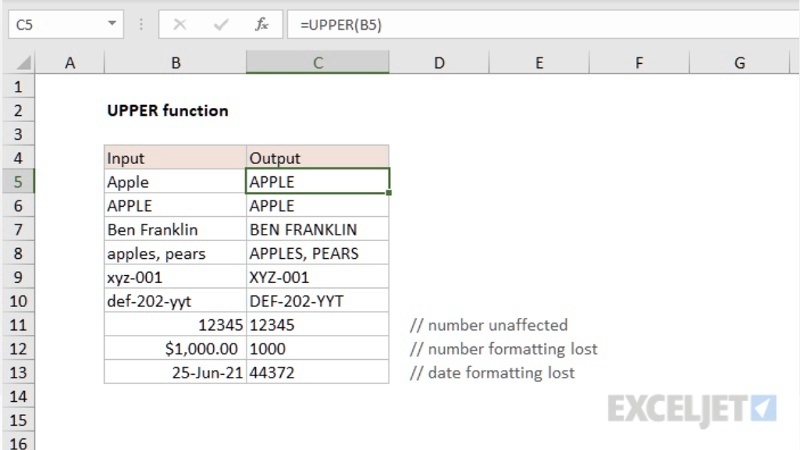 C5 fx =UPPER(B5)
A B C D E F G
1
2 UPPER function
3
4 Input Output
5 Apple APPLE
6 APPLE APPLE
7 Ben Franklin BEN FRANKLIN
8 apples, pears APPLES, PEARS
9 xyz-001 XYZ-001
10 def-202-yyt DEF-202-YYT
11 12345 12345 // number unaffected
12 $1,000.00 1000 // number formatting lost
13 25-Jun-21 44372 // date formatting lost
14
15 EXCELJET
16